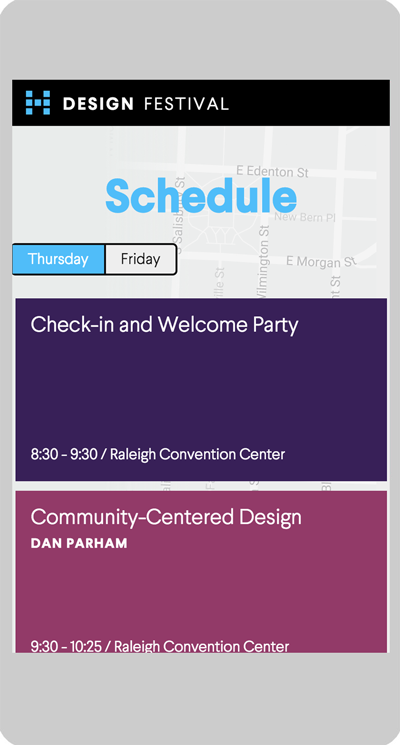 DESIGN FESTIVAL
E Edenton St
Schedule
Salisbury St
New Bern Pl
Thursday
Friday
E Morgan St
Wilmington St
Check-in and Welcome Party
8:30 - 9:30 / Raleigh Convention Center
Community-Centered Design
DAN PARHAM
9:30 - 10:25 / Raleigh Convention Center